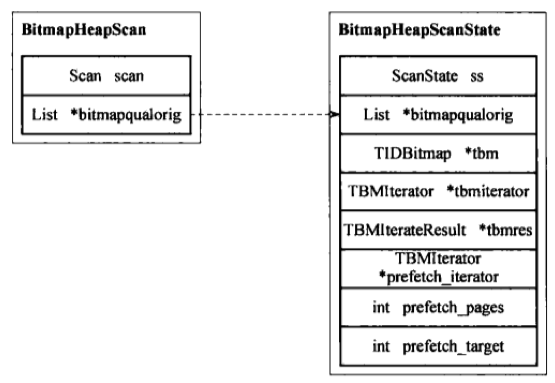 BitmapHeapScan
Scan scan
List *bitmapqualorig
BitmapHeapScanState
ScanState ss
List *bitmapqualorig
TIDBitmap *tbm
TBMIterator *tbmiterator
TBMIterateResult *tbmres
TBMIterator
*prefetch_iterator
int prefetch_pages
int prefetch_target